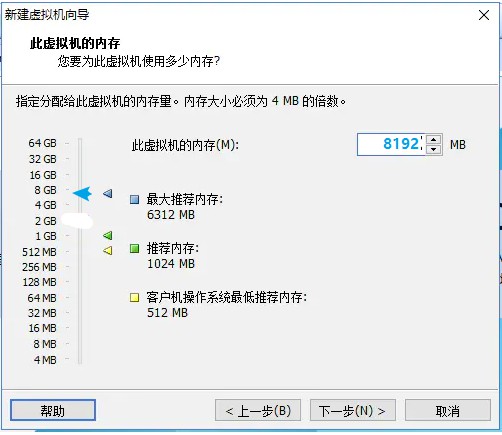 新建虚拟机向导
此虚拟机的内存
您要为此虚拟机使用多少内存?
指定分配给此虚拟机的内存量。内存大小必须为 4 MB 的倍数。
此虚拟机的内存(M): 8192 MB
64 GB
32 GB
16 GB
8 GB
4 GB
2 GB
1 GB
512 MB
256 MB
128 MB
64 MB
32 MB
16 MB
8 MB
4 MB
最大推荐内存:
6312 MB
推荐内存:
1024 MB
客户机操作系统最低推荐内存:
512 MB
帮助 < 上一步(B) 下一步(N) > 取消